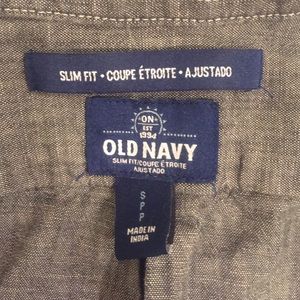 SLIM FIT • COUPE ÉTROITE • AJUSTADO
ON
EST
1994
OLD NAVY
SLIM FIT/COUPE ÉTROITE
AJUSTADO
S
P
P
MADE IN
INDIA